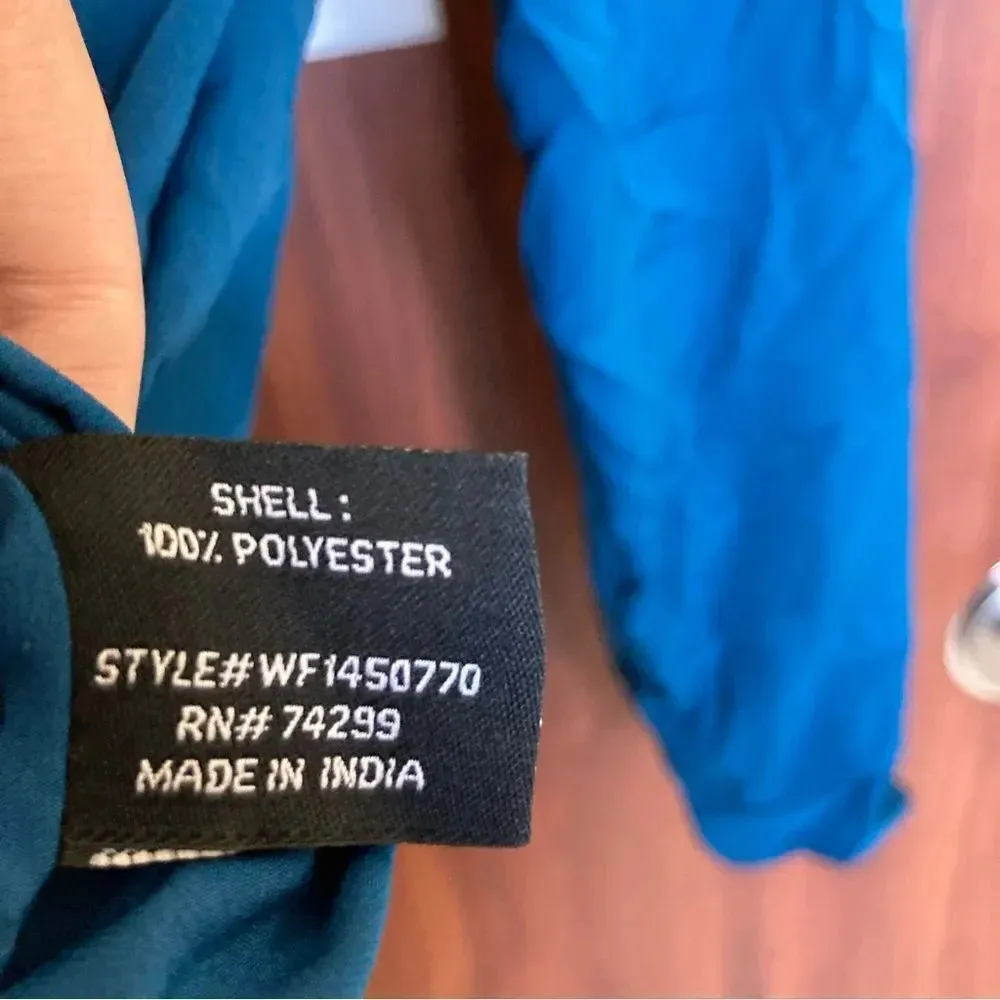 SHELL:
100% POLYESTER
STYLE# WF1450770
RN# 74299
MADE IN INDIA